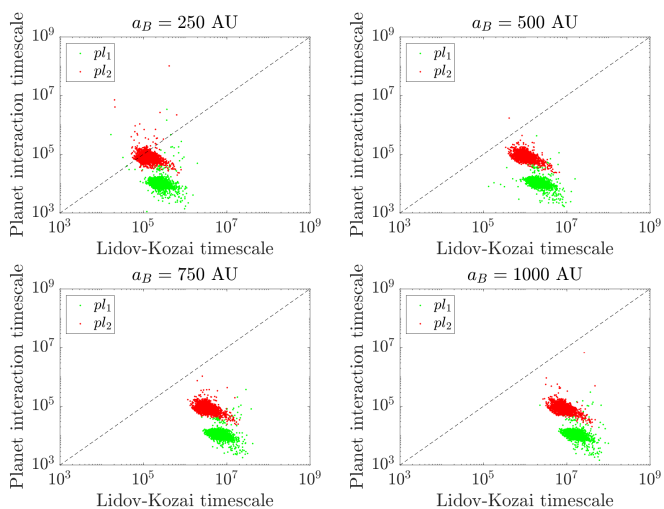 a_B = 250 AU
Planet interaction timescale
10^9
10^7
10^5
10^3
pl_1
pl_2
10^3 10^5 10^7 10^9
Lidov-Kozai timescale
a_B = 500 AU
Planet interaction timescale
10^9
10^7
10^5
10^3
pl_1
pl_2
10^3 10^5 10^7 10^9
Lidov-Kozai timescale
a_B = 750 AU
Planet interaction timescale
10^9
10^7
10^5
10^3
pl_1
pl_2
10^3 10^5 10^7 10^9
Lidov-Kozai timescale
a_B = 1000 AU
Planet interaction timescale
10^9
10^7
10^5
10^3
pl_1
pl_2
10^3 10^5 10^7 10^9
Lidov-Kozai timescale